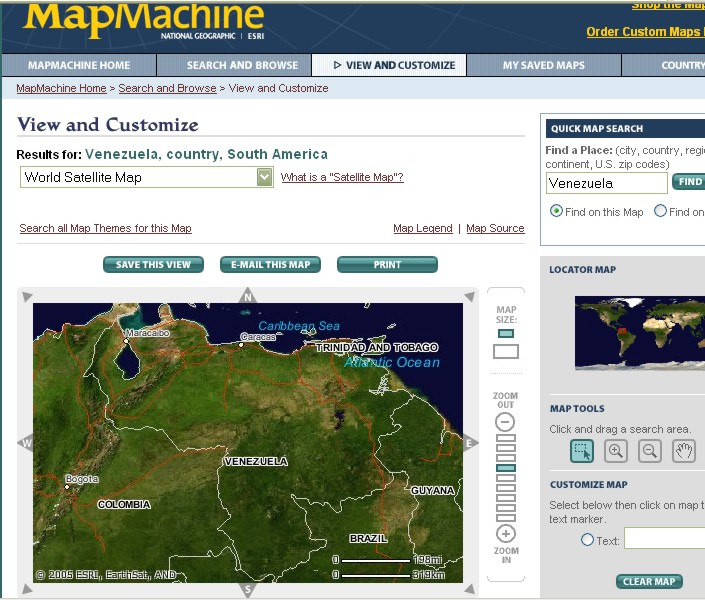 MapMachine
NATIONAL GEOGRAPHIC | ESRI
Shop the Map
Order Custom Maps
MAPMACHINE HOME
SEARCH AND BROWSE
▷ VIEW AND CUSTOMIZE
MY SAVED MAPS
COUNTRY
MapMachine Home > Search and Browse > View and Customize
View and Customize
Results for: Venezuela, country, South America
World Satellite Map
What is a "Satellite Map"?
Search all Map Themes for this Map
Map Legend | Map Source
SAVE THIS VIEW
E-MAIL THIS MAP
PRINT
N
Caribbean Sea
Maracaibo
Caracas
TRINIDAD AND TOBAGO
Atlantic Ocean
W
E
VENEZUELA
Bogota
COLOMBIA
GUYANA
BRAZIL
0 198mi
0 319km
© 2005 ESRI, EarthSat, AND
S
MAP
SIZE:
ZOOM
OUT
ZOOM
IN
QUICK MAP SEARCH
Find a Place: (city, country, regi
continent, U.S. zip codes)
Venezuela
FIND
Find on this Map
Find on
LOCATOR MAP
MAP TOOLS
Click and drag a search area.
CUSTOMIZE MAP
Select below then click on map t
text marker.
Text:
CLEAR MAP